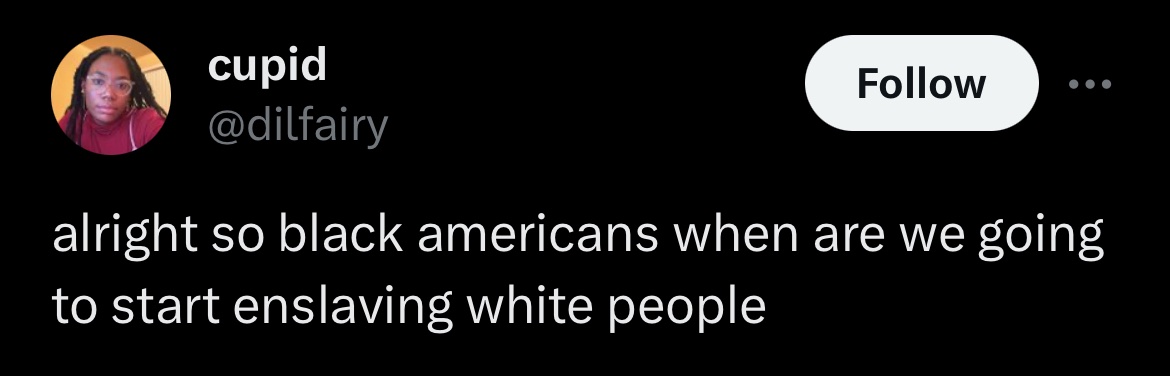 cupid
@dilfairy
Follow
alright so black americans when are we going
to start enslaving white people